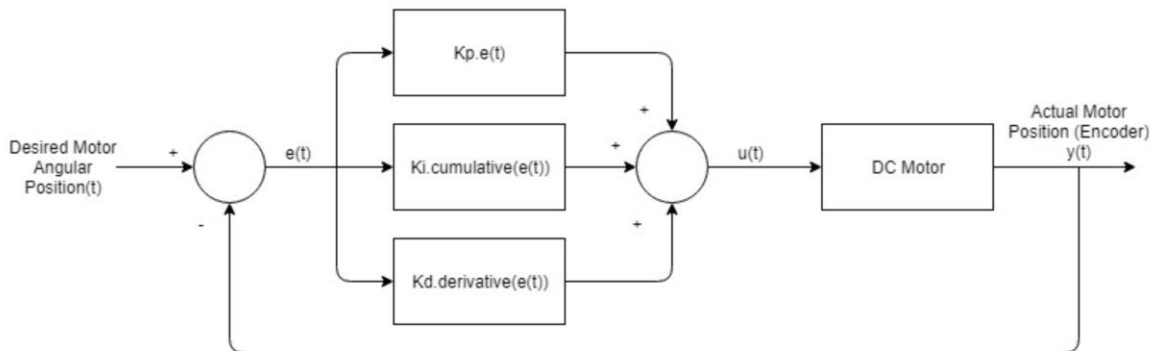 Kp.e(t)
+
Actual Motor
Position (Encoder)
y(t)
Desired Motor
Angular
Position(t)
+
-
e(t)
Ki.cumulative(e(t))
+
u(t)
DC Motor
Kd.derivative(e(t))
+